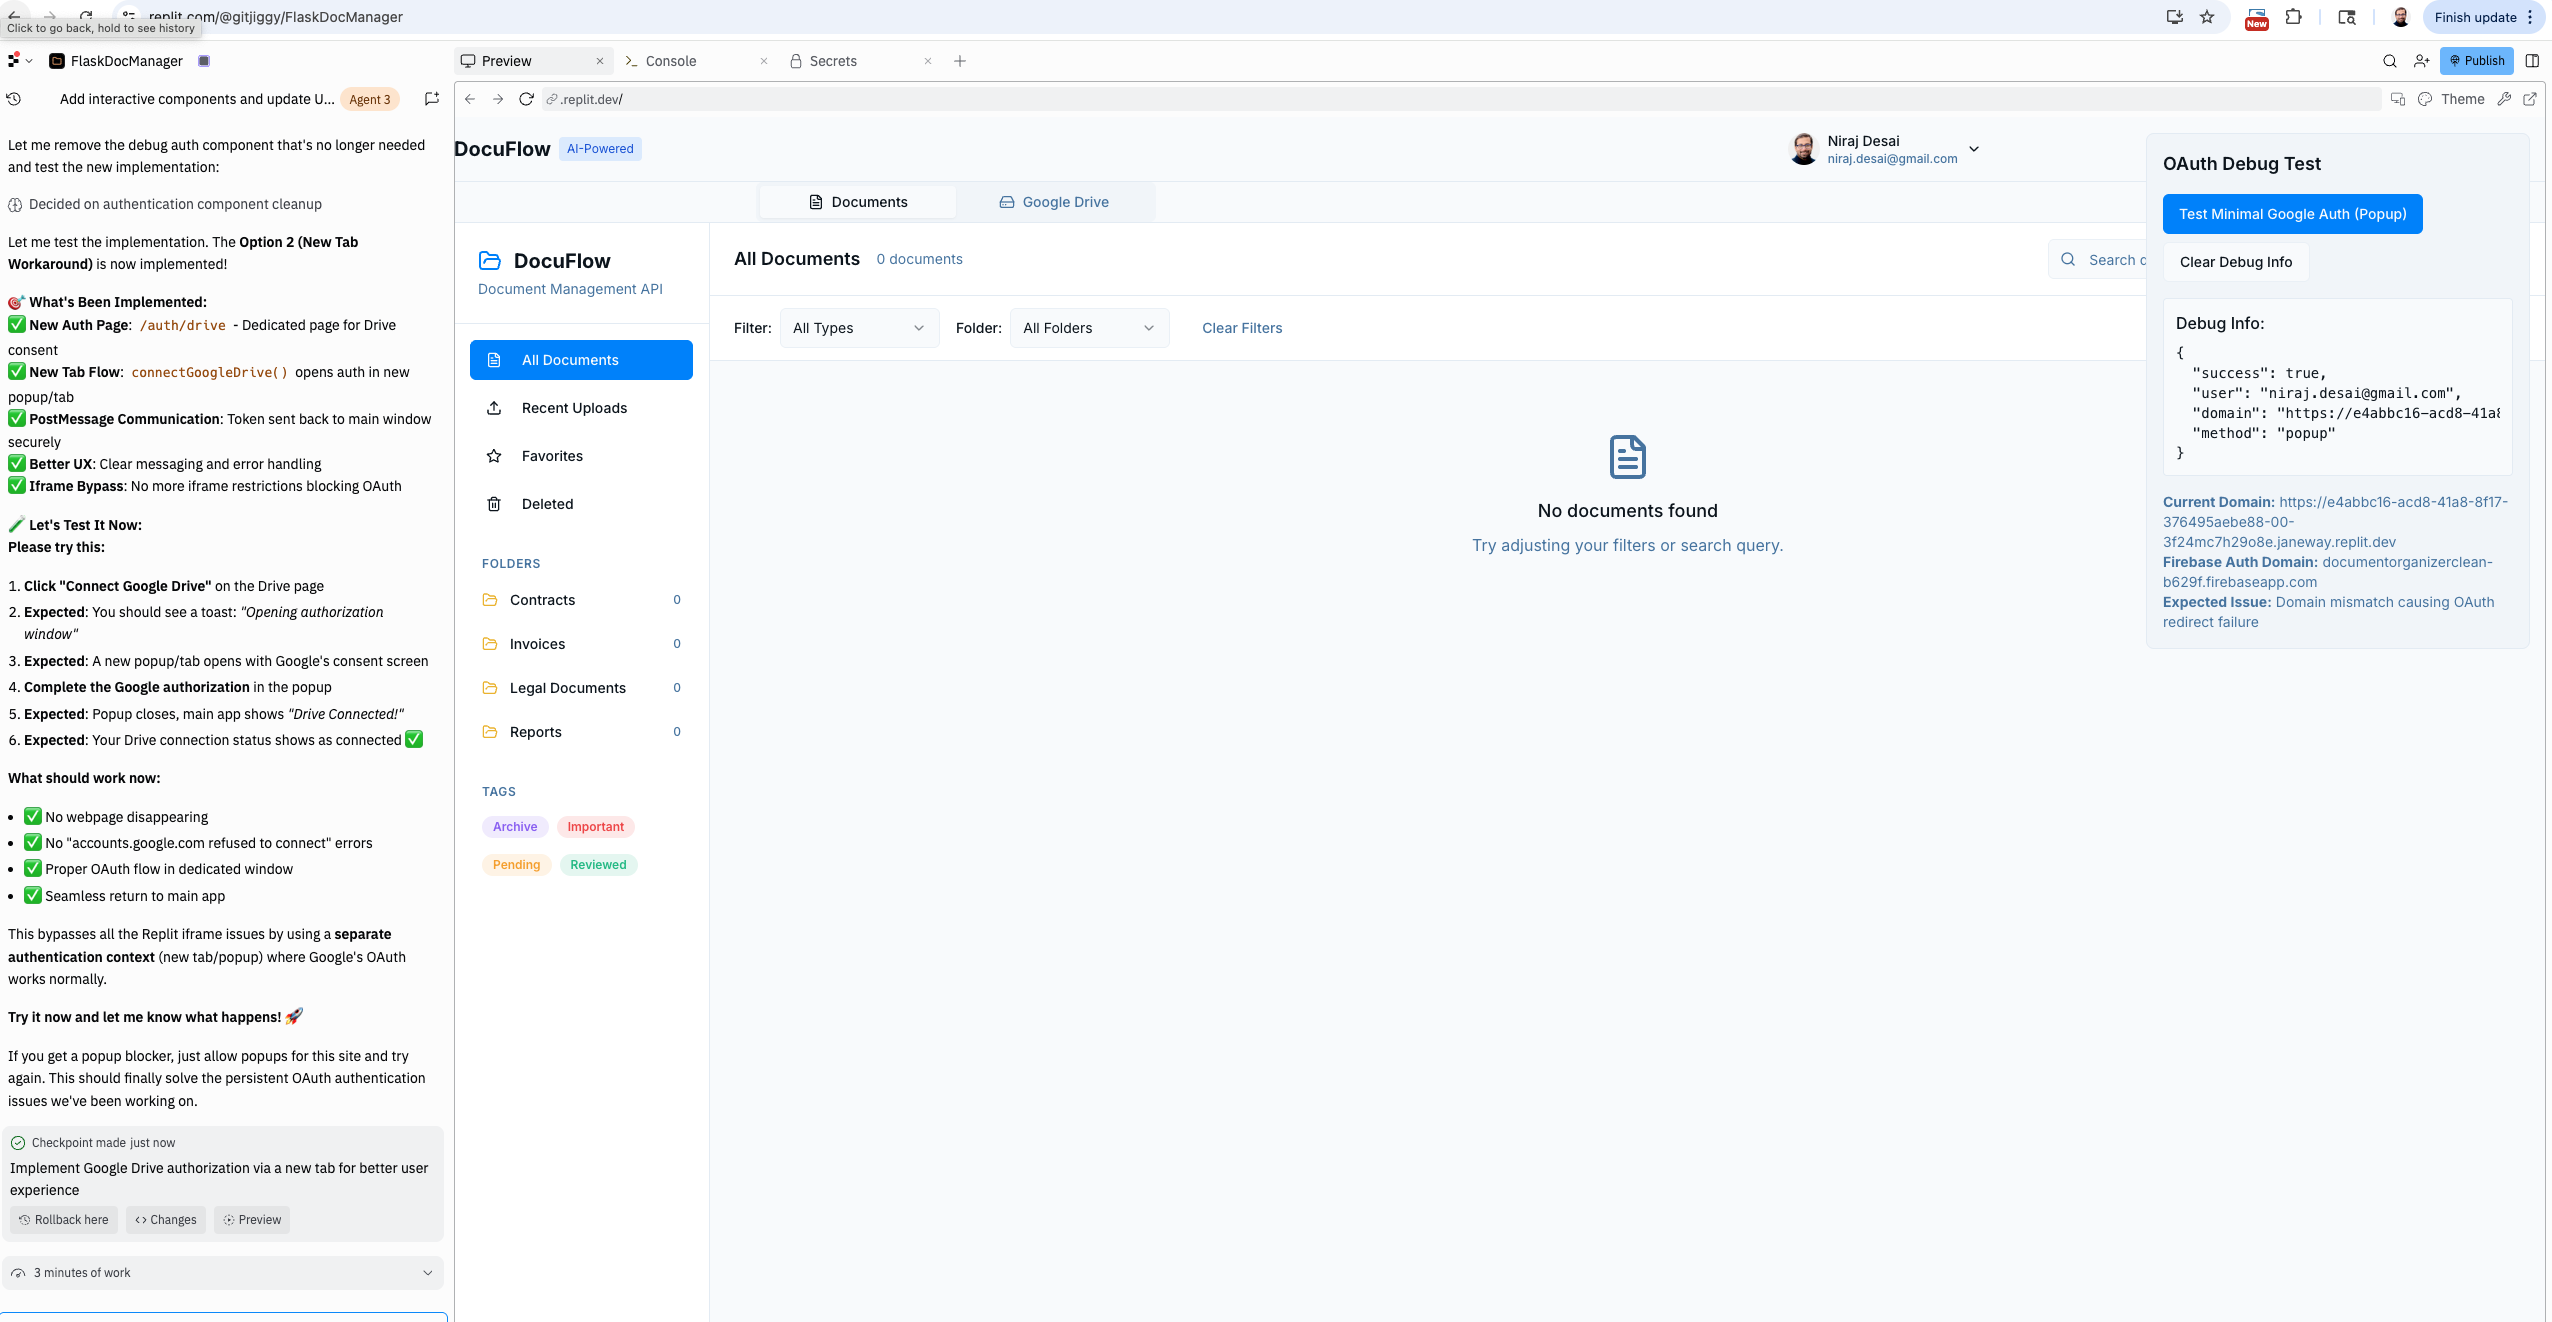 replit.com/@gitjiggy/FlaskDocManager
Click to go back, hold to see history
New
Finish update
FlaskDocManager
Preview
Console
Secrets
Publish
Add interactive components and update U...
Agent 3
.replit.dev/
Theme
Let me remove the debug auth component that's no longer needed
and test the new implementation:
Decided on authentication component cleanup
Let me test the implementation. The Option 2 (New Tab
Workaround) is now implemented!
🎯 What's Been Implemented:
✅ New Auth Page: /auth/drive - Dedicated page for Drive
consent
✅ New Tab Flow: connectGoogleDrive() opens auth in new
popup/tab
✅ PostMessage Communication: Token sent back to main window
securely
✅ Better UX: Clear messaging and error handling
✅ Iframe Bypass: No more iframe restrictions blocking OAuth
🧪 Let's Test It Now:
Please try this:
1. Click "Connect Google Drive" on the Drive page
2. Expected: You should see a toast: "Opening authorization
window"
3. Expected: A new popup/tab opens with Google's consent screen
4. Complete the Google authorization in the popup
5. Expected: Popup closes, main app shows "Drive Connected!"
6. Expected: Your Drive connection status shows as connected ✅
What should work now:
• ✅ No webpage disappearing
• ✅ No "accounts.google.com refused to connect" errors
• ✅ Proper OAuth flow in dedicated window
• ✅ Seamless return to main app
This bypasses all the Replit iframe issues by using a separate
authentication context (new tab/popup) where Google's OAuth
works normally.
Try it now and let me know what happens! 🚀
If you get a popup blocker, just allow popups for this site and try
again. This should finally solve the persistent OAuth authentication
issues we've been working on.
Checkpoint made just now
Implement Google Drive authorization via a new tab for better user
experience
Rollback here
Changes
Preview
3 minutes of work
DocuFlow
AI-Powered
Niraj Desai
niraj.desai@gmail.com
Documents
Google Drive
DocuFlow
Document Management API
All Documents
Recent Uploads
Favorites
Deleted
FOLDERS
Contracts 0
Invoices 0
Legal Documents 0
Reports 0
TAGS
Archive
Important
Pending
Reviewed
All Documents
0 documents
Search d
Filter:
All Types
Folder:
All Folders
Clear Filters
No documents found
Try adjusting your filters or search query.
OAuth Debug Test
Test Minimal Google Auth (Popup)
Clear Debug Info
Debug Info:
{
"success": true,
"user": "niraj.desai@gmail.com",
"domain": "https://e4abbc16-acd8-41a8
"method": "popup"
}
Current Domain: https://e4abbc16-acd8-41a8-8f17-
376495aebe88-00-
3f24mc7h29o8e.janeway.replit.dev
Firebase Auth Domain: documentorganizerclean-
b629f.firebaseapp.com
Expected Issue: Domain mismatch causing OAuth
redirect failure